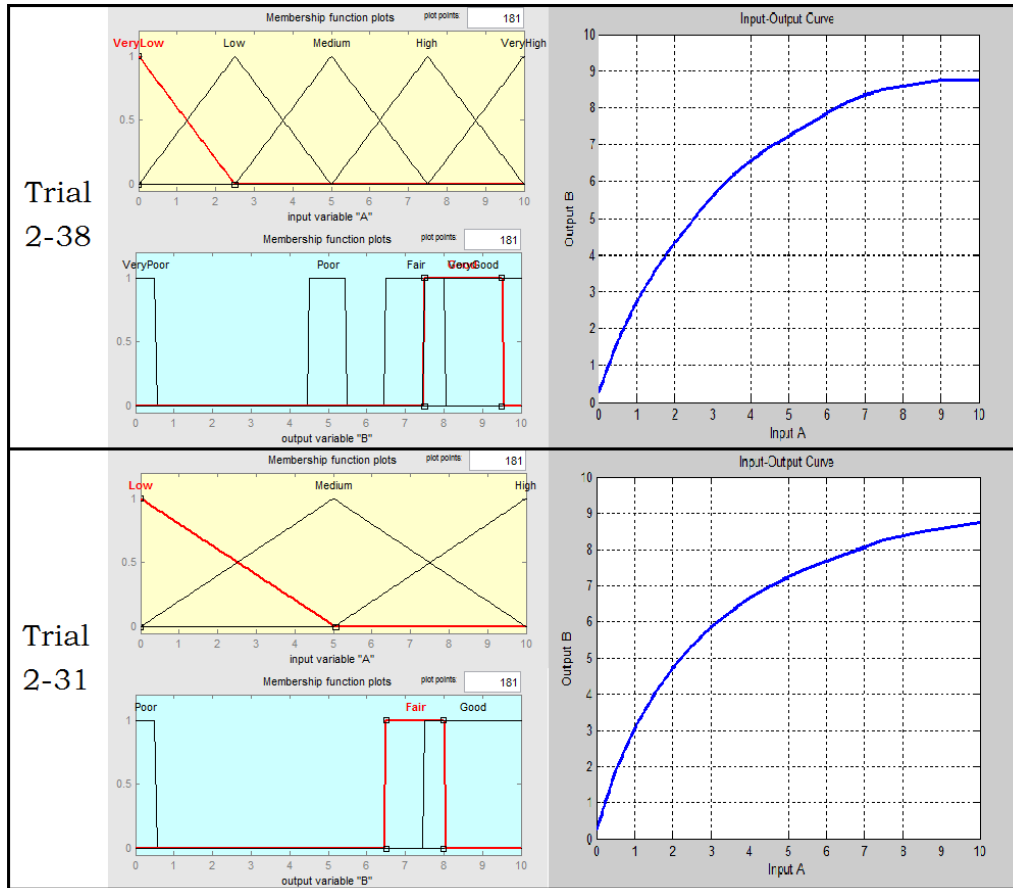 Trial
2-38
Membership function plots plot points: 181
VeryLow Low Medium High VeryHigh
1
0.5
0
0 1 2 3 4 5 6 7 8 9 10
input variable "A"
Membership function plots plot points: 181
VeryPoor Poor Fair VeryGood
1
0.5
0
0 1 2 3 4 5 6 7 8 9 10
output variable "B"
Input-Output Curve
10
9
8
7
6
5
4
3
2
1
0
Output B
0 1 2 3 4 5 6 7 8 9 10
Input A
Trial
2-31
Membership function plots plot points: 181
Low Medium High
1
0.5
0
0 1 2 3 4 5 6 7 8 9 10
input variable "A"
Membership function plots plot points: 181
Poor Fair Good
1
0.5
0
0 1 2 3 4 5 6 7 8 9 10
output variable "B"
Input-Output Curve
10
9
8
7
6
5
4
3
2
1
0
Output B
0 1 2 3 4 5 6 7 8 9 10
Input A